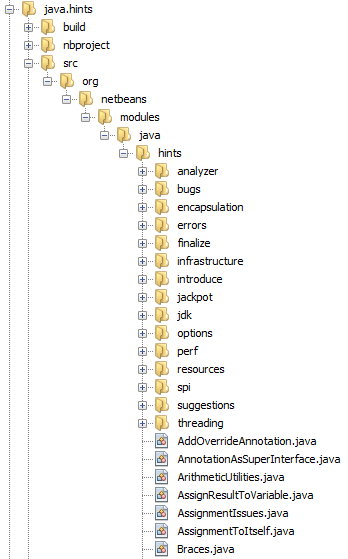 java.hints
build
nbproject
src
org
netbeans
modules
java
hints
analyzer
bugs
encapsulation
errors
finalize
infrastructure
introduce
jackpot
jdk
options
perf
resources
spi
suggestions
threading
AddOverrideAnnotation.java
AnnotationAsSuperInterface.java
ArithmeticUtilities.java
AssignResultToVariable.java
AssignmentIssues.java
AssignmentToItself.java
Braces.java